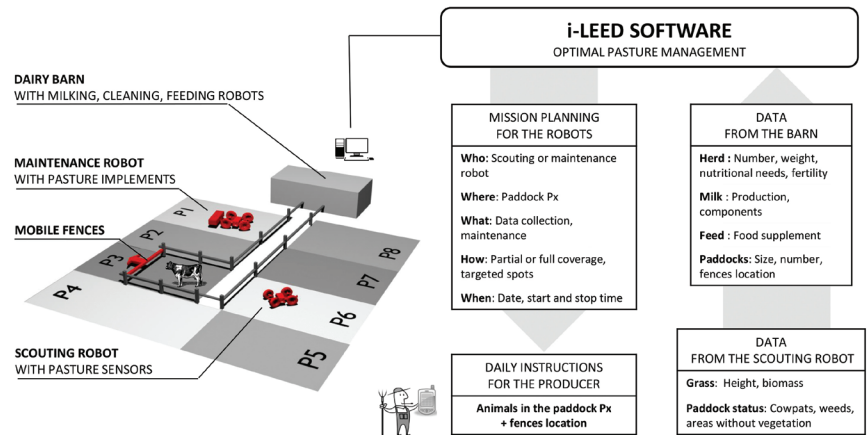 i-LEED SOFTWARE
OPTIMAL PASTURE MANAGEMENT
DAIRY BARN
WITH MILKING, CLEANING, FEEDING ROBOTS
MAINTENANCE ROBOT
WITH PASTURE IMPLEMENTS
MOBILE FENCES
SCOUTING ROBOT
WITH PASTURE SENSORS
P1
P2
P3
P4
P8
P7
P6
P5
MISSION PLANNING
FOR THE ROBOTS
Who: Scouting or maintenance
robot
Where: Paddock Px
What: Data collection,
maintenance
How: Partial or full coverage,
targeted spots
When: Date, start and stop time
DAILY INSTRUCTIONS
FOR THE PRODUCER
Animals in the paddock Px
+ fences location
DATA
FROM THE BARN
Herd : Number, weight,
nutritional needs, fertility
Milk : Production,
components
Feed : Food supplement
Paddocks: Size, number,
fences location
DATA
FROM THE SCOUTING ROBOT
Grass: Height, biomass
Paddock status: Cowpats, weeds,
areas without vegetation